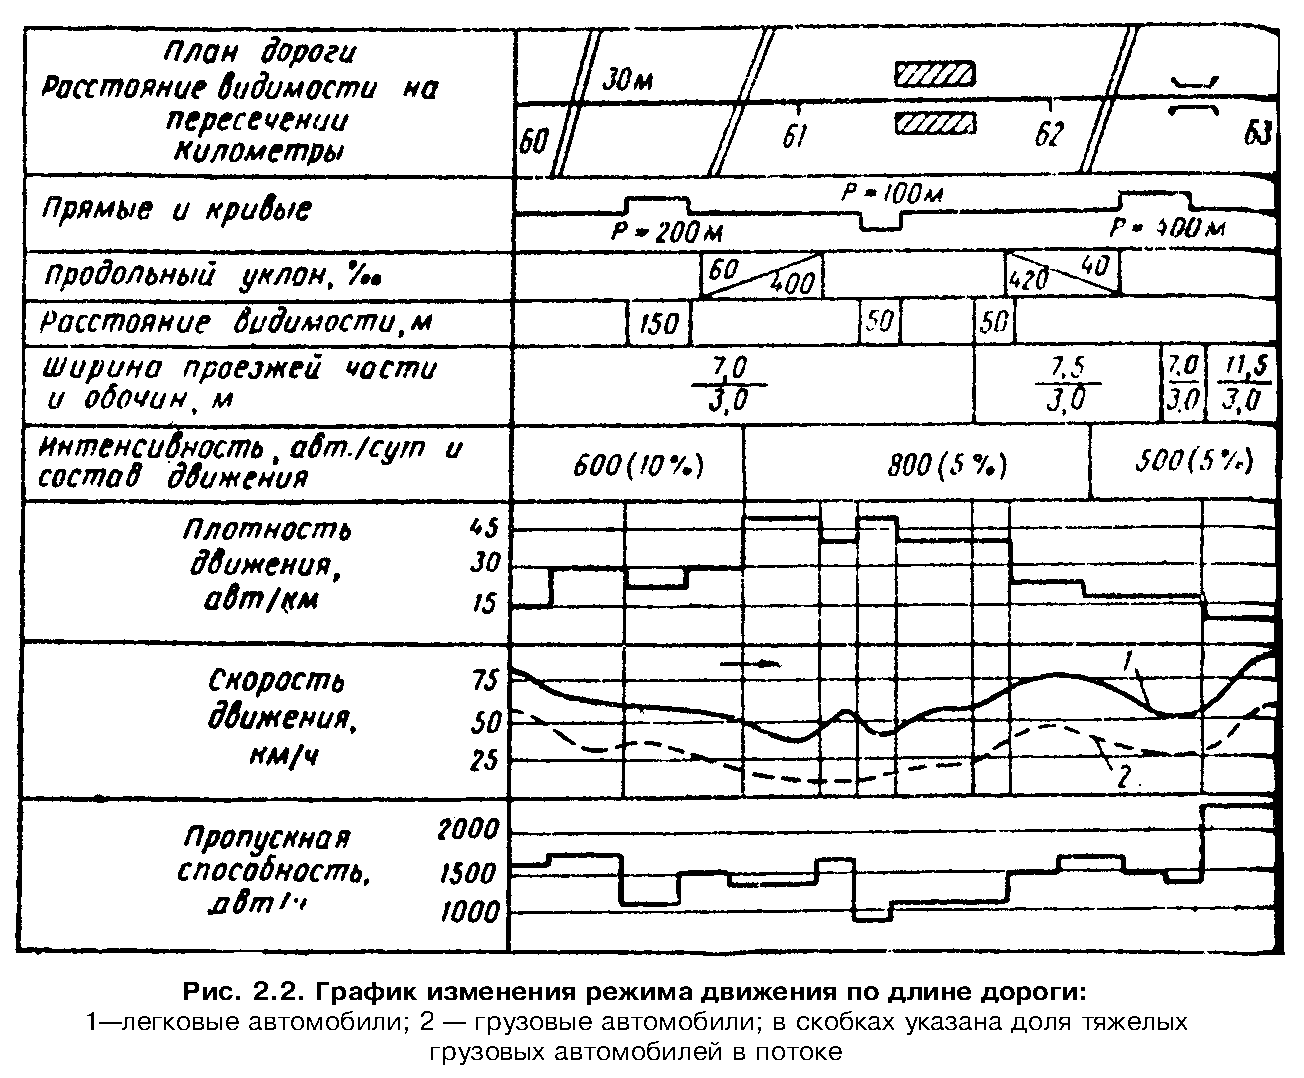 План дороги
Расстояние видимости на
пересечении
Километры
30м
60
61
62
63
Прямые и кривые
Р = 200м
Р = 100м
Р =
Продольный уклон, ‰
60
400
420
40
Расстояние видимости, м
150
50
50
Ширина проезжей части
и обочин, м
7,0
3,0
7,5
3,0
7,0
3,0
11,5
3,0
Интенсивность, авт./сут и
состав движения
600 (10%)
800 (5%)
500 (5%)
Плотность
движения,
авт/км
45
30
15
Скорость
движения,
км/ч
75
50
25
1
2
Пропускная
способность,
авт/ч
2000
1500
1000
Рис. 2.2. График изменения режима движения по длине дороги:
1—легковые автомобили; 2 — грузовые автомобили; в скобках указана доля тяжелых
грузовых автомобилей в потоке